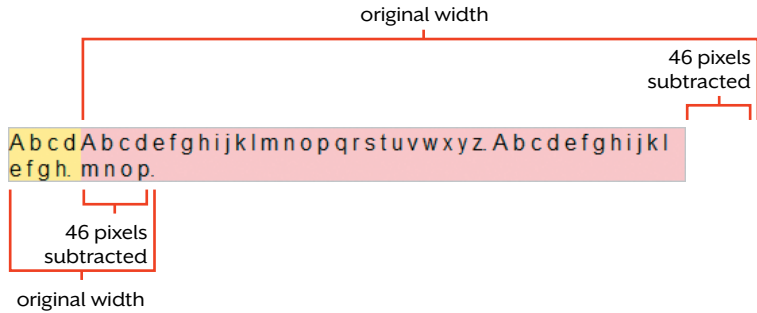 original width
46 pixels
subtracted
A b c d A b c d e f g h i j k l m n o p q r s t u v w x y z. A b c d e f g h i j k l
e f g h. m n o p.
46 pixels
subtracted
original width